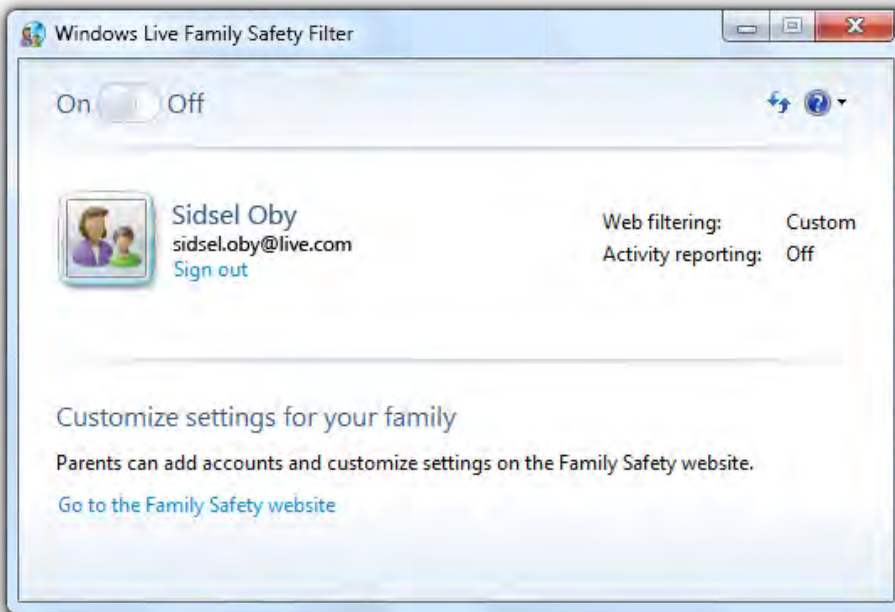 Windows Live Family Safety Filter
On Off
Sidsel Oby
sidsel.oby@live.com
Sign out
Web filtering: Custom
Activity reporting: Off
Customize settings for your family
Parents can add accounts and customize settings on the Family Safety website.
Go to the Family Safety website